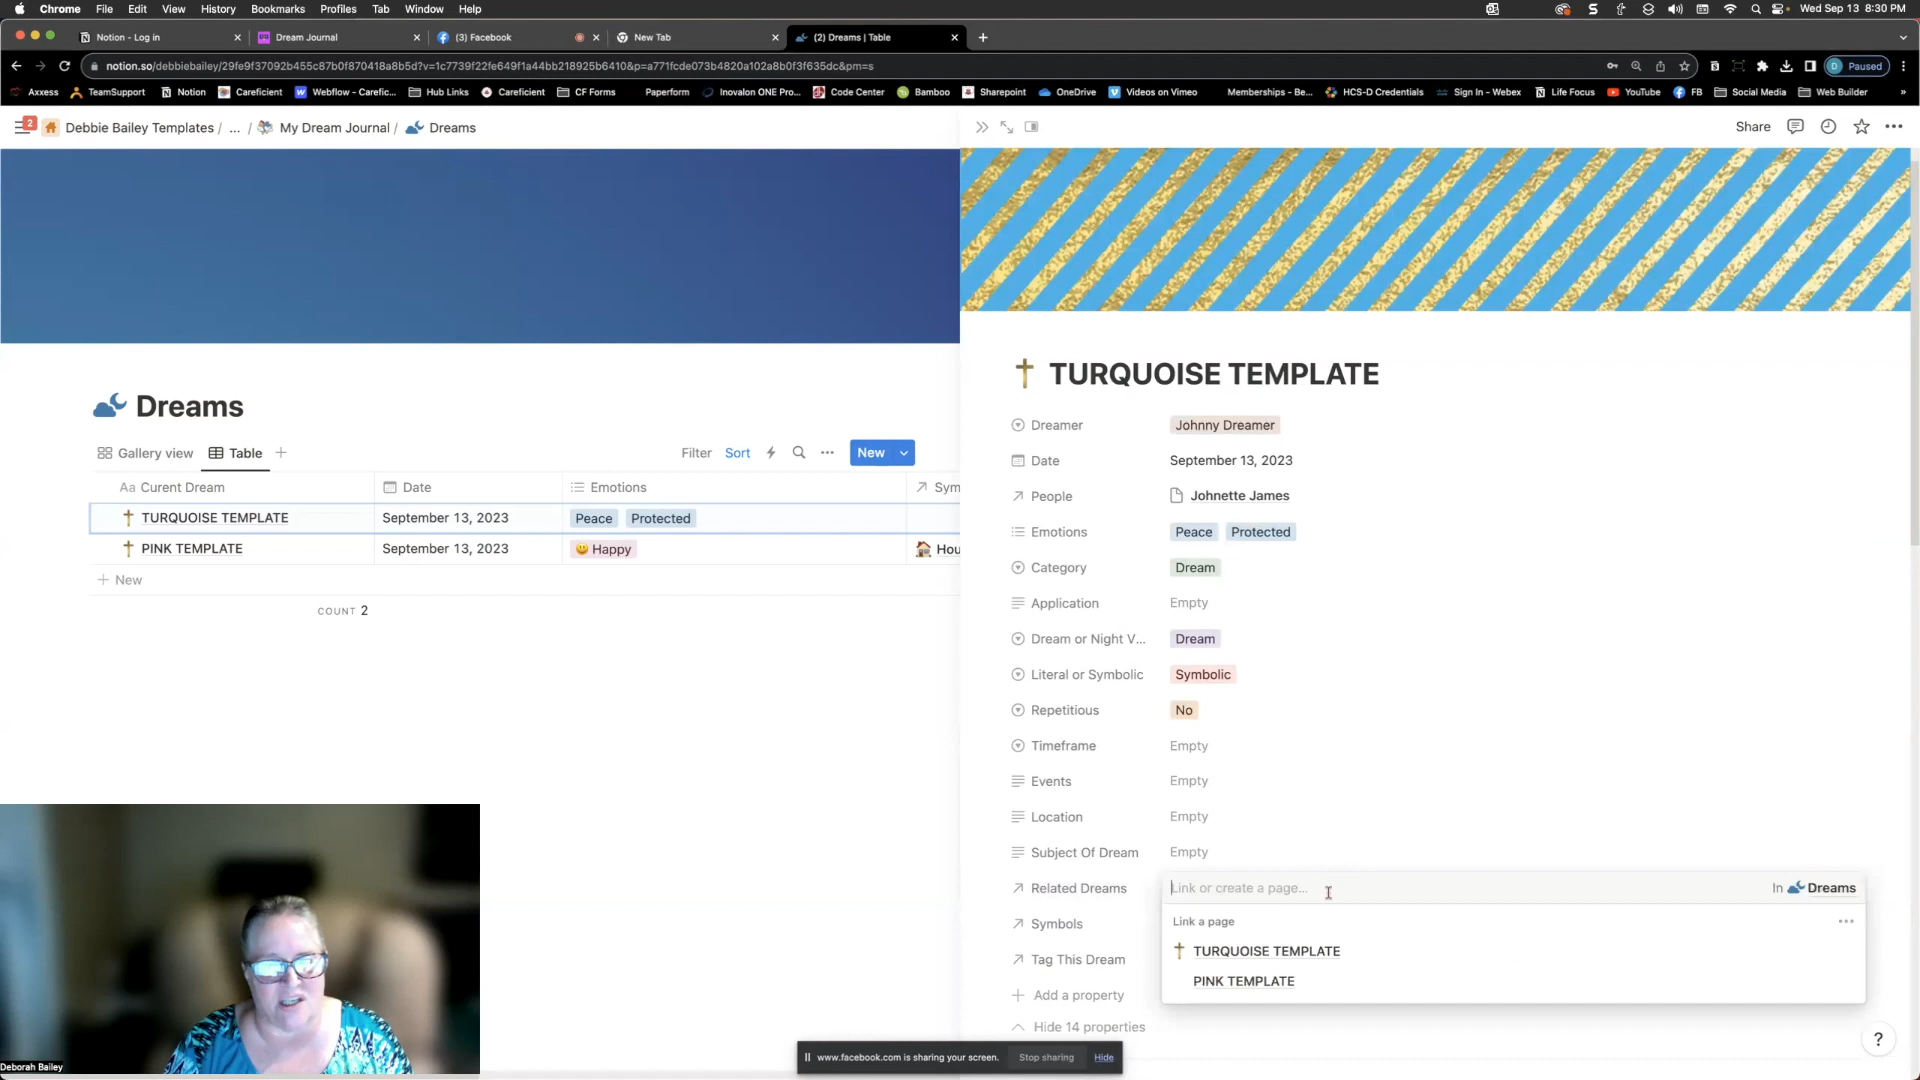 Chrome File Edit View History Bookmarks Profiles Tab Window Help Wed Sep 13 8:30 PM
Notion - Log in Dream Journal (3) Facebook New Tab (2) Dreams | Table
notion.so/debbiebailey/29fe9f37092b455c87b0f870418a8b5d?v=1c7739f22fe649f1a44bb218925b6410&p=a771fcde073b4820a102a8b0f3f635dc&pm=s D Paused
Axxess TeamSupport Notion Careficient Webflow - Carefic... Hub Links Careficient CF Forms Paperform Inovalon ONE Pro... Code Center Bamboo Sharepoint OneDrive Videos on Vimeo Memberships - Be... HCS-D Credentials Sign In - Webex Life Focus YouTube FB Social Media Web Builder »
2 Debbie Bailey Templates / ... / My Dream Journal / Dreams
Share
Dreams
Gallery view Table
Filter Sort New
Aa Curent Dream Date Emotions Sym
TURQUOISE TEMPLATE September 13, 2023 Peace Protected
PINK TEMPLATE September 13, 2023 Happy Hou
New
COUNT 2
TURQUOISE TEMPLATE
Dreamer Johnny Dreamer
Date September 13, 2023
People Johnette James
Emotions Peace Protected
Category Dream
Application Empty
Dream or Night V... Dream
Literal or Symbolic Symbolic
Repetitious No
Timeframe Empty
Events Empty
Location Empty
Subject Of Dream Empty
Related Dreams Link or create a page... In Dreams
Symbols Link a page
TURQUOISE TEMPLATE
Tag This Dream
PINK TEMPLATE
Add a property
Hide 14 properties
?
www.facebook.com is sharing your screen. Stop sharing Hide
Deborah Bailey